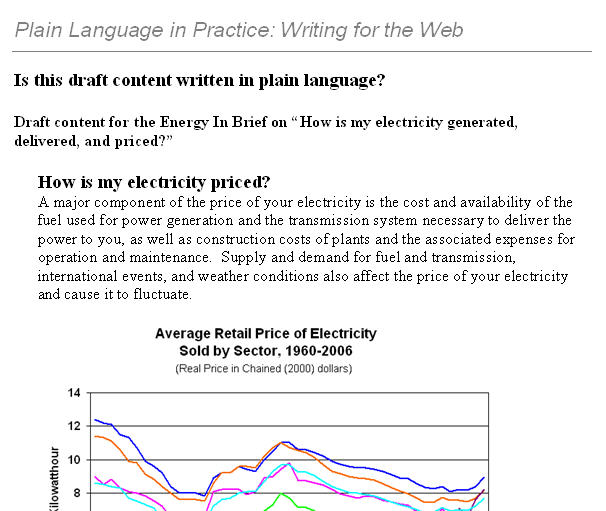 Plain Language in Practice: Writing for the Web
Is this draft content written in plain language?
Draft content for the Energy In Brief on “How is my electricity generated,
delivered, and priced?”
How is my electricity priced?
A major component of the price of your electricity is the cost and availability of the
fuel used for power generation and the transmission system necessary to deliver the
power to you, as well as construction costs of plants and the associated expenses for
operation and maintenance.  Supply and demand for fuel and transmission,
international events, and weather conditions also affect the price of your electricity
and cause it to fluctuate.
Average Retail Price of Electricity
Sold by Sector, 1960-2006
(Real Price in Chained (2000) dollars)
14
12
10
8